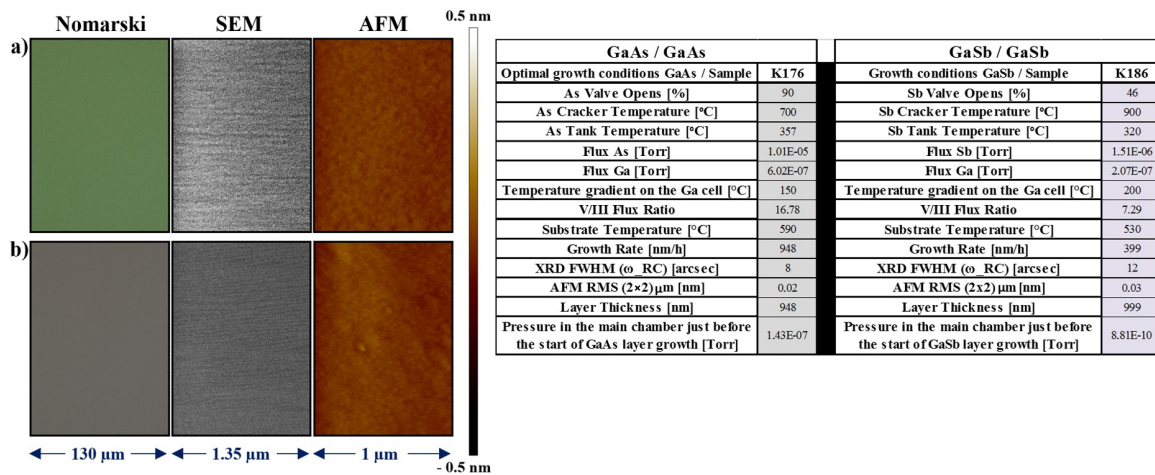 Nomarski SEM AFM
0.5 nm
a)
b)
130 µm 1.35 µm 1 µm
- 0.5 nm
GaAs / GaAs
Optimal growth conditions GaAs / Sample K176
As Valve Opens [%] 90
As Cracker Temperature [°C] 700
As Tank Temperature [°C] 357
Flux As [Torr] 1.01E-05
Flux Ga [Torr] 6.02E-07
Temperature gradient on the Ga cell [°C] 150
V/III Flux Ratio 16.78
Substrate Temperature [°C] 590
Growth Rate [nm/h] 948
XRD FWHM (ω_RC) [arcsec] 8
AFM RMS (2×2) µm [nm] 0.02
Layer Thickness [nm] 948
Pressure in the main chamber just before
the start of GaAs layer growth [Torr] 1.43E-07
GaSb / GaSb
Growth conditions GaSb / Sample K186
Sb Valve Opens [%] 46
Sb Cracker Temperature [°C] 900
Sb Tank Temperature [°C] 320
Flux Sb [Torr] 1.51E-06
Flux Ga [Torr] 2.07E-07
Temperature gradient on the Ga cell [°C] 200
V/III Flux Ratio 7.29
Substrate Temperature [°C] 530
Growth Rate [nm/h] 399
XRD FWHM (ω_RC) [arcsec] 12
AFM RMS (2x2) µm [nm] 0.03
Layer Thickness [nm] 999
Pressure in the main chamber just before
the start of GaSb layer growth [Torr] 8.81E-10